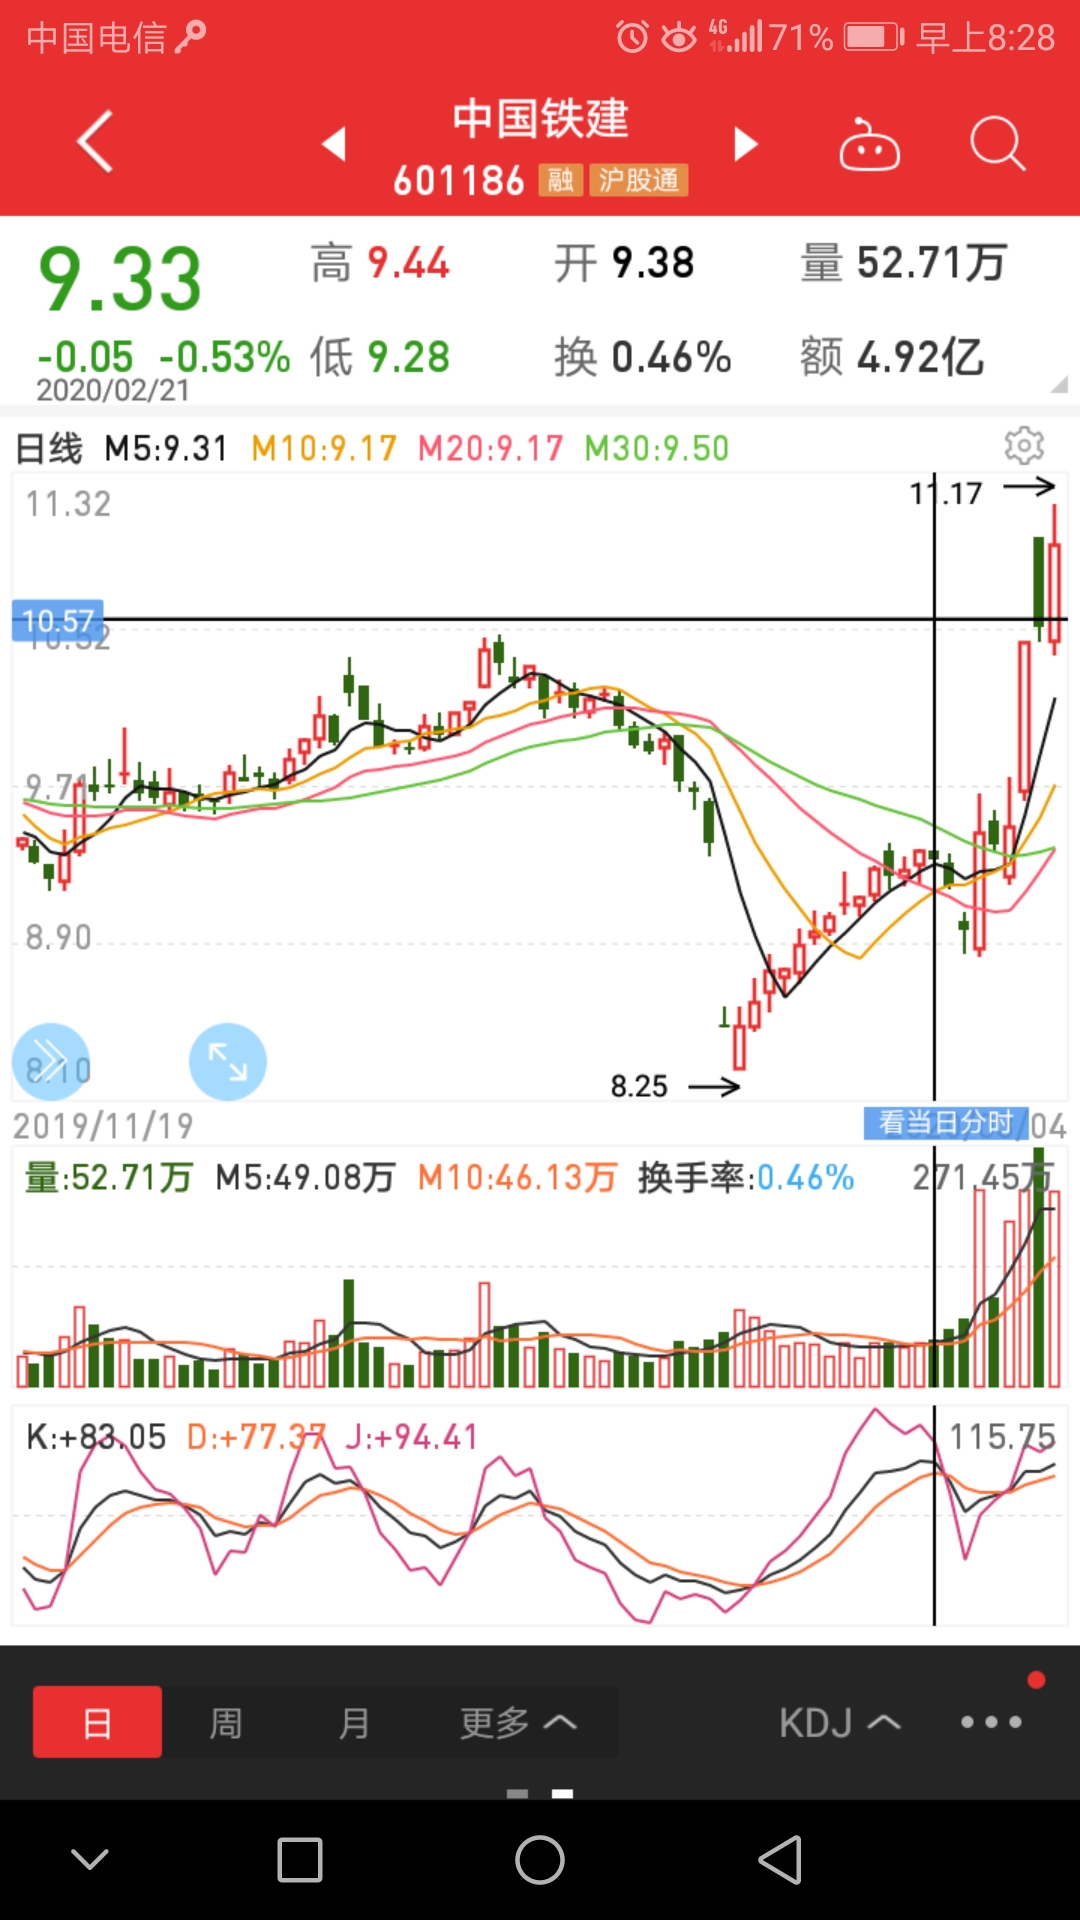 中国电信 4G 71% 早上8:28
中国铁建
601186 融 沪股通
9.33 高 9.44 开 9.38 量 52.71万
-0.05 -0.53% 低 9.28 换 0.46% 额 4.92亿
2020/02/21
日线 M5:9.31 M10:9.17 M20:9.17 M30:9.50
11.32
11.17
10.57
10.52
9.71
8.90
8.10
8.25
2019/11/19 看当日分时 /04
量:52.71万 M5:49.08万 M10:46.13万 换手率:0.46% 271.45万
K:+83.05 D:+77.37 J:+94.41 115.75
日 周 月 更多 KDJ